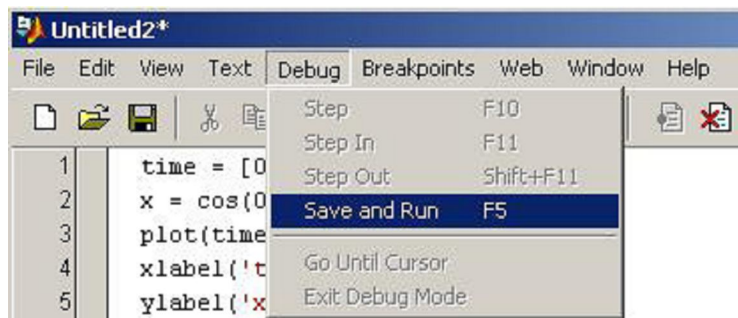 Untitled2*
File Edit View Text Debug Breakpoints Web Window Help
Step F10
Step In F11
Step Out Shift+F11
Save and Run F5
Go Until Cursor
Exit Debug Mode
1 time = [0
2 x = cos(0
3 plot(time
4 xlabel('t
5 ylabel('x